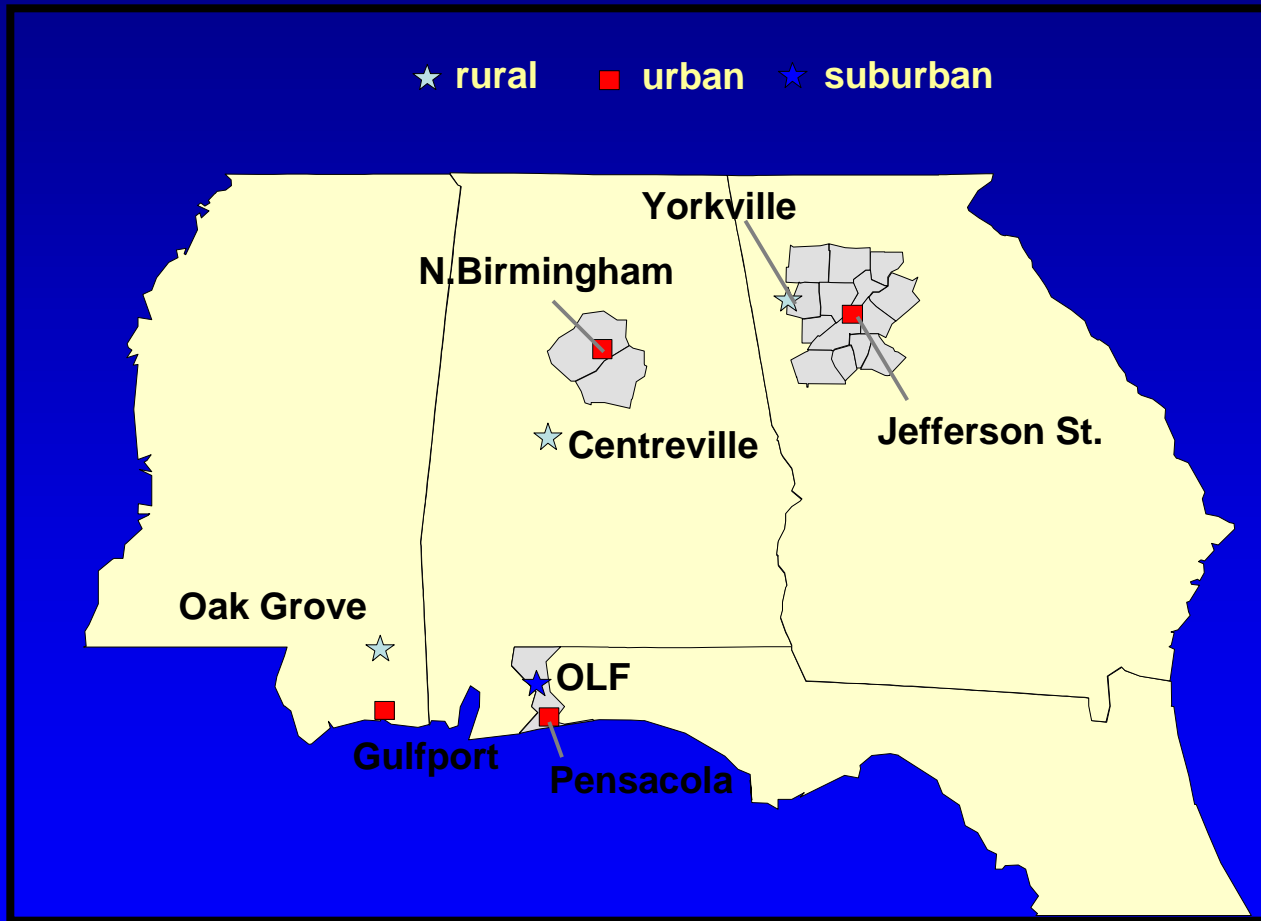 rural urban suburban
Yorkville
N.Birmingham
Jefferson St.
Centreville
Oak Grove
OLF
Gulfport
Pensacola